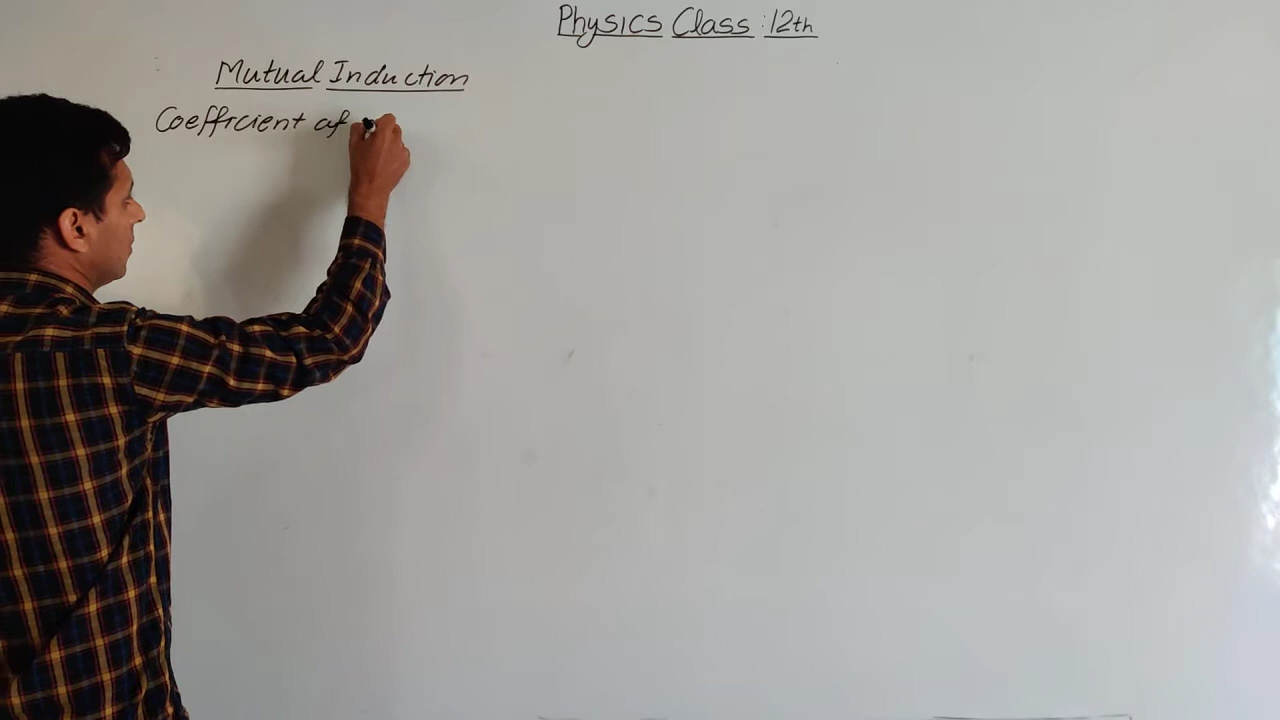 Physics Class : 12th
Mutual Induction
Coefficient of